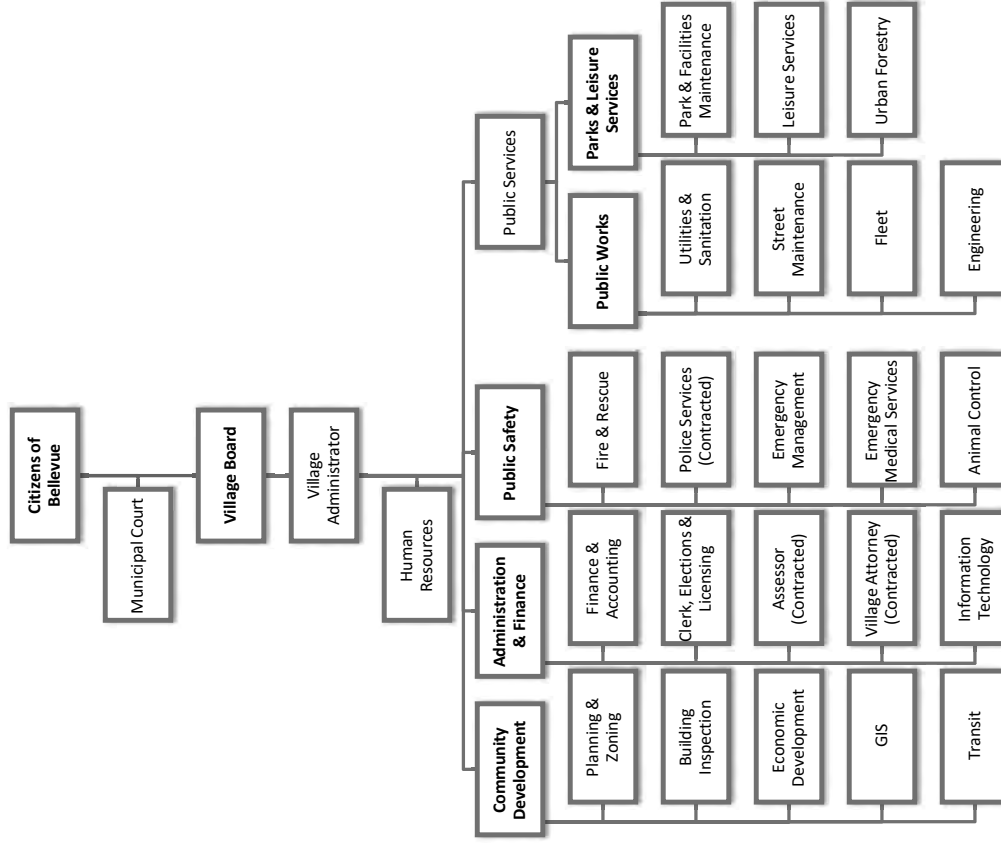 Citizens of
Bellevue
Municipal Court
Village Board
Village
Administrator
Human
Resources
Community
Development
Planning &
Zoning
Building
Inspection
Economic
Development
GIS
Transit
Administration
& Finance
Finance &
Accounting
Clerk, Elections &
Licensing
Assessor
(Contracted)
Village Attorney
(Contracted)
Information
Technology
Public Safety
Fire & Rescue
Police Services
(Contracted)
Emergency
Management
Emergency
Medical Services
Animal Control
Public Services
Public Works
Utilities &
Sanitation
Street
Maintenance
Fleet
Engineering
Parks & Leisure
Services
Park & Facilities
Maintenance
Leisure Services
Urban Forestry